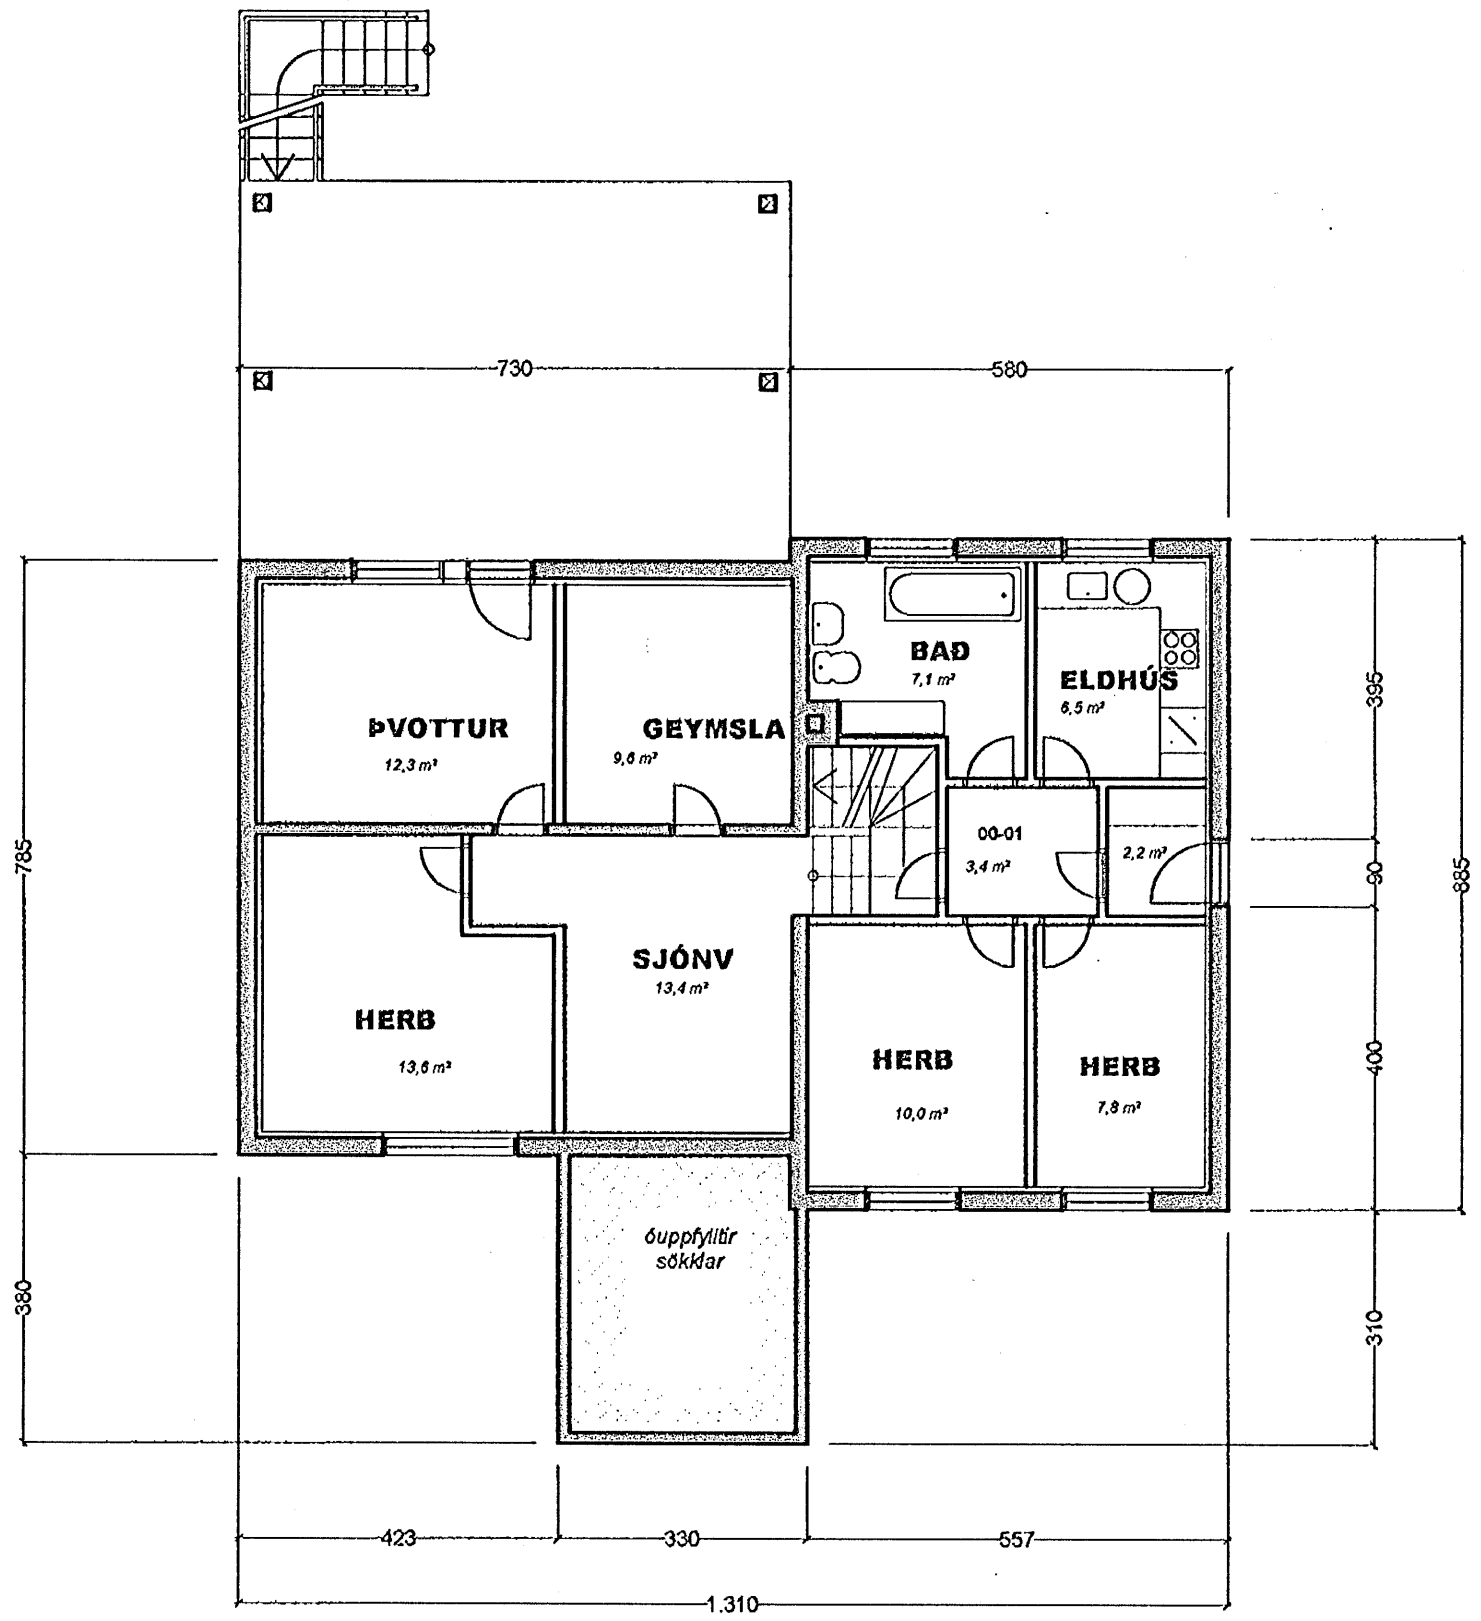 730
580
BAÐ
7,1 m²
ELDHÚS
6,5 m²
395
ÞVOTTUR
12,3 m²
GEYMSLA
9,6 m²
785
00-01
3,4 m²
2,2 m²
90
885
SJÓNV
13,4 m²
HERB
13,6 m²
HERB
10,0 m²
HERB
7,8 m²
400
óuppfylltir
sökklar
380
310
423
330
557
1.310